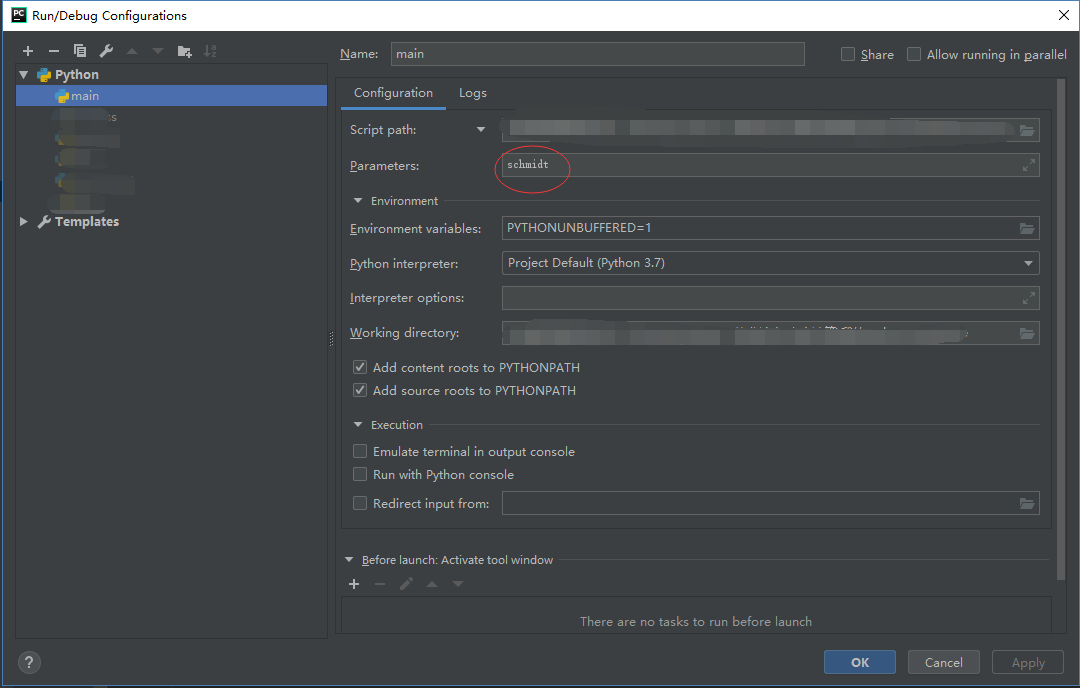 PC Run/Debug Configurations
Name: main Share Allow running in parallel
Python
main
Templates
Configuration Logs
Script path:
Parameters: schmidt
Environment
Environment variables: PYTHONUNBUFFERED=1
Python interpreter: Project Default (Python 3.7)
Interpreter options:
Working directory:
Add content roots to PYTHONPATH
Add source roots to PYTHONPATH
Execution
Emulate terminal in output console
Run with Python console
Redirect input from:
Before launch: Activate tool window
There are no tasks to run before launch
? OK Cancel Apply